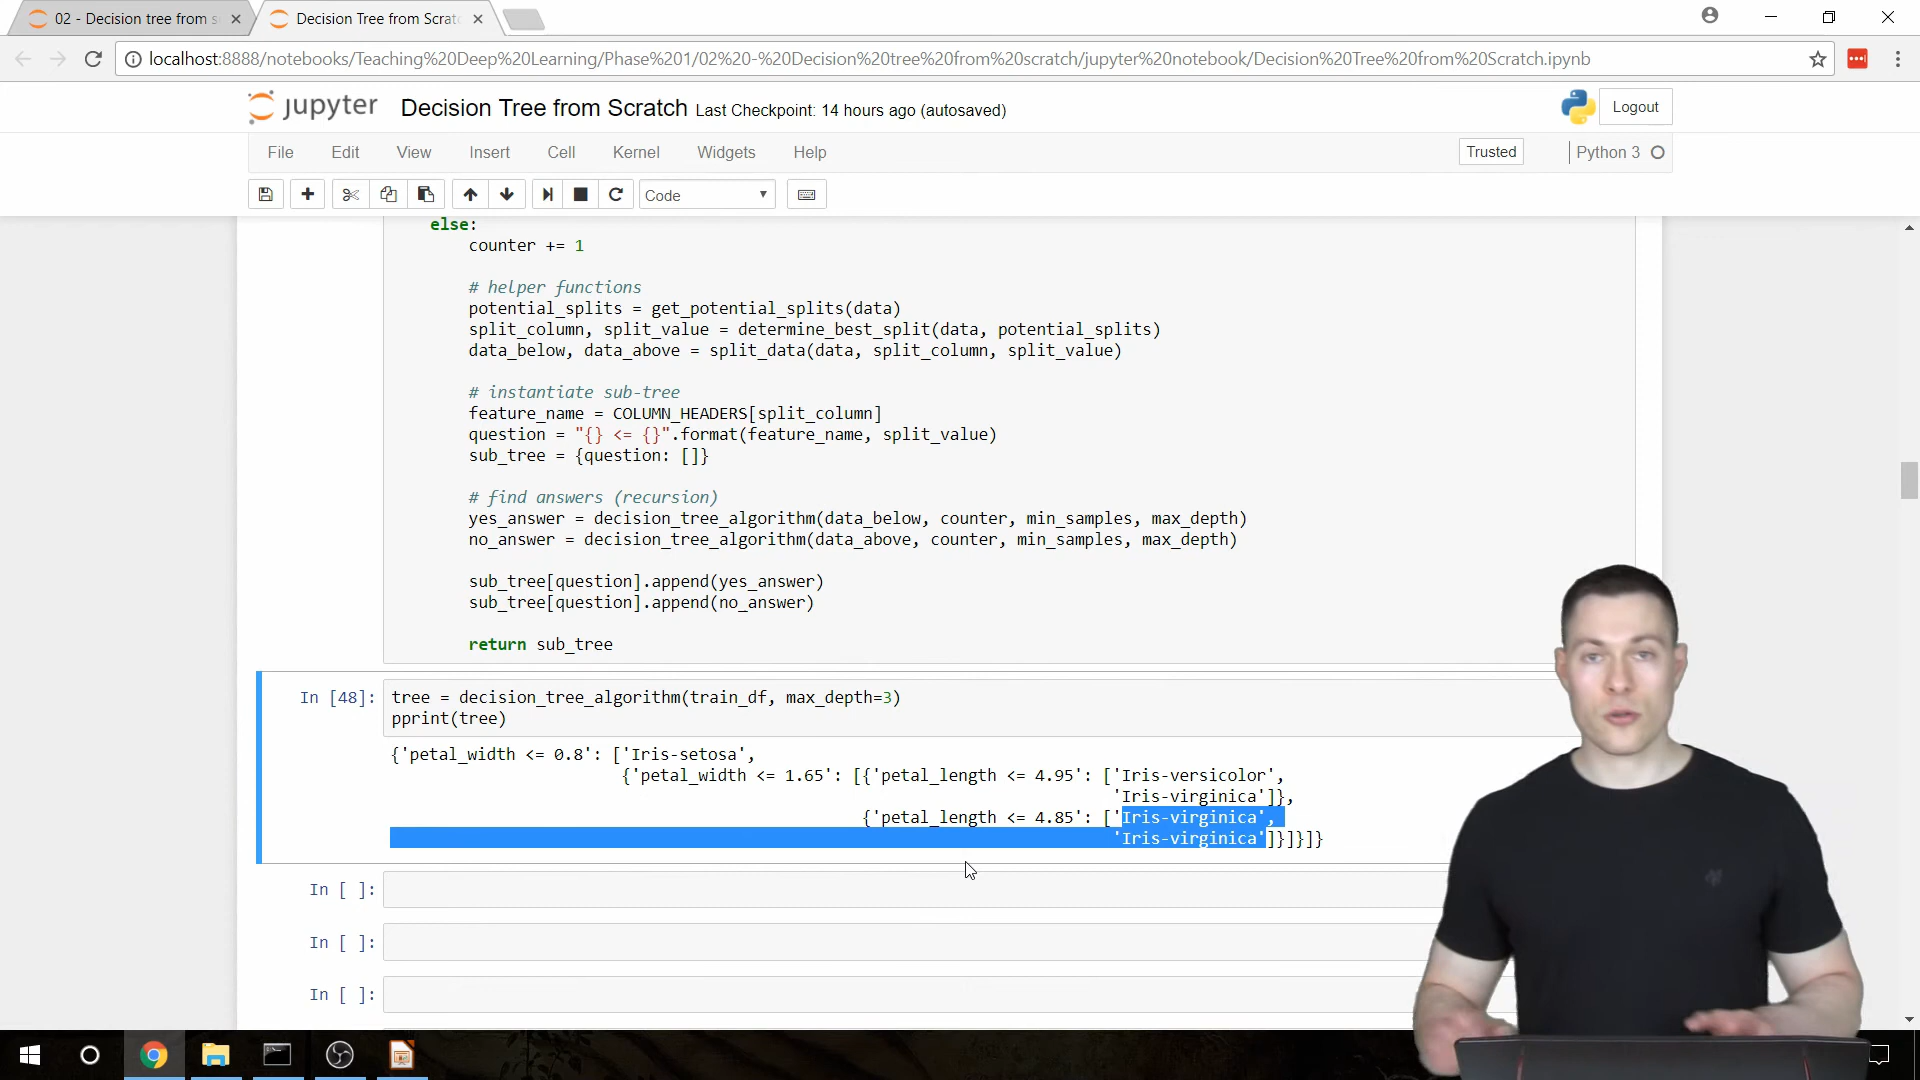 02 - Decision tree from s
Decision Tree from Scrat
localhost:8888/notebooks/Teaching%20Deep%20Learning/Phase%201/02%20-%20Decision%20tree%20from%20scratch/jupyter%20notebook/Decision%20Tree%20from%20Scratch.ipynb
jupyter Decision Tree from Scratch Last Checkpoint: 14 hours ago (autosaved)
Logout
File Edit View Insert Cell Kernel Widgets Help
Trusted
Python 3
Code
else:
counter += 1
# helper functions
potential_splits = get_potential_splits(data)
split_column, split_value = determine_best_split(data, potential_splits)
data_below, data_above = split_data(data, split_column, split_value)
# instantiate sub-tree
feature_name = COLUMN_HEADERS[split_column]
question = "{} <= {}".format(feature_name, split_value)
sub_tree = {question: []}
# find answers (recursion)
yes_answer = decision_tree_algorithm(data_below, counter, min_samples, max_depth)
no_answer = decision_tree_algorithm(data_above, counter, min_samples, max_depth)
sub_tree[question].append(yes_answer)
sub_tree[question].append(no_answer)
return sub_tree
In [48]: tree = decision_tree_algorithm(train_df, max_depth=3)
pprint(tree)
{'petal_width <= 0.8': ['Iris-setosa',
{'petal_width <= 1.65': [{'petal_length <= 4.95': ['Iris-versicolor',
'Iris-virginica']},
{'petal_length <= 4.85': ['Iris-virginica',
'Iris-virginica']}]}]}
In [ ]:
In [ ]:
In [ ]: